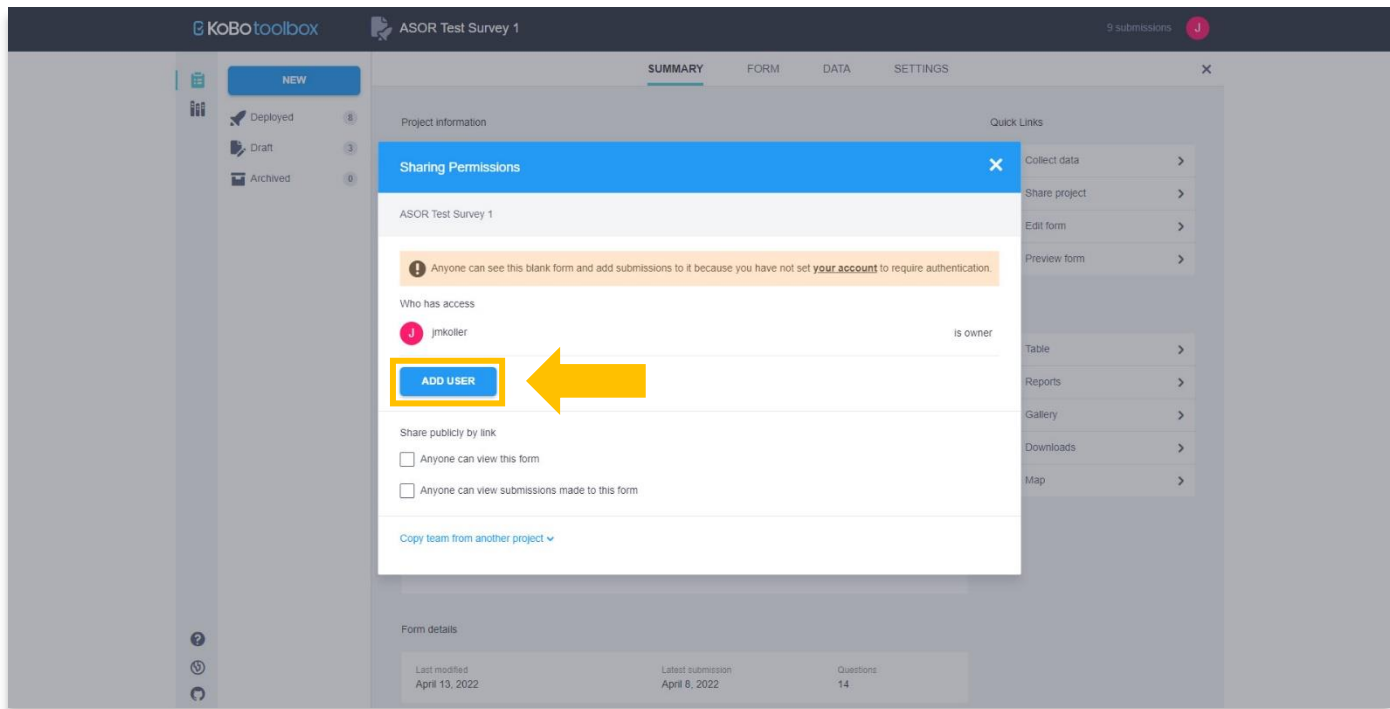 KOBOtoolbox
ASOR Test Survey 1
9 submissions
J
NEW
Deployed 8
Draft 3
Archived 0
SUMMARY FORM DATA SETTINGS
Project information
Quick Links
Collect data
Share project
Edit form
Preview form
Sharing Permissions
ASOR Test Survey 1
Anyone can see this blank form and add submissions to it because you have not set your account to require authentication.
Who has access
J jmkoller is owner
ADD USER
Share publicly by link
Anyone can view this form
Anyone can view submissions made to this form
Copy team from another project
Table
Reports
Gallery
Downloads
Map
Form details
Last modified Latest submission Questions
April 13, 2022 April 8, 2022 14